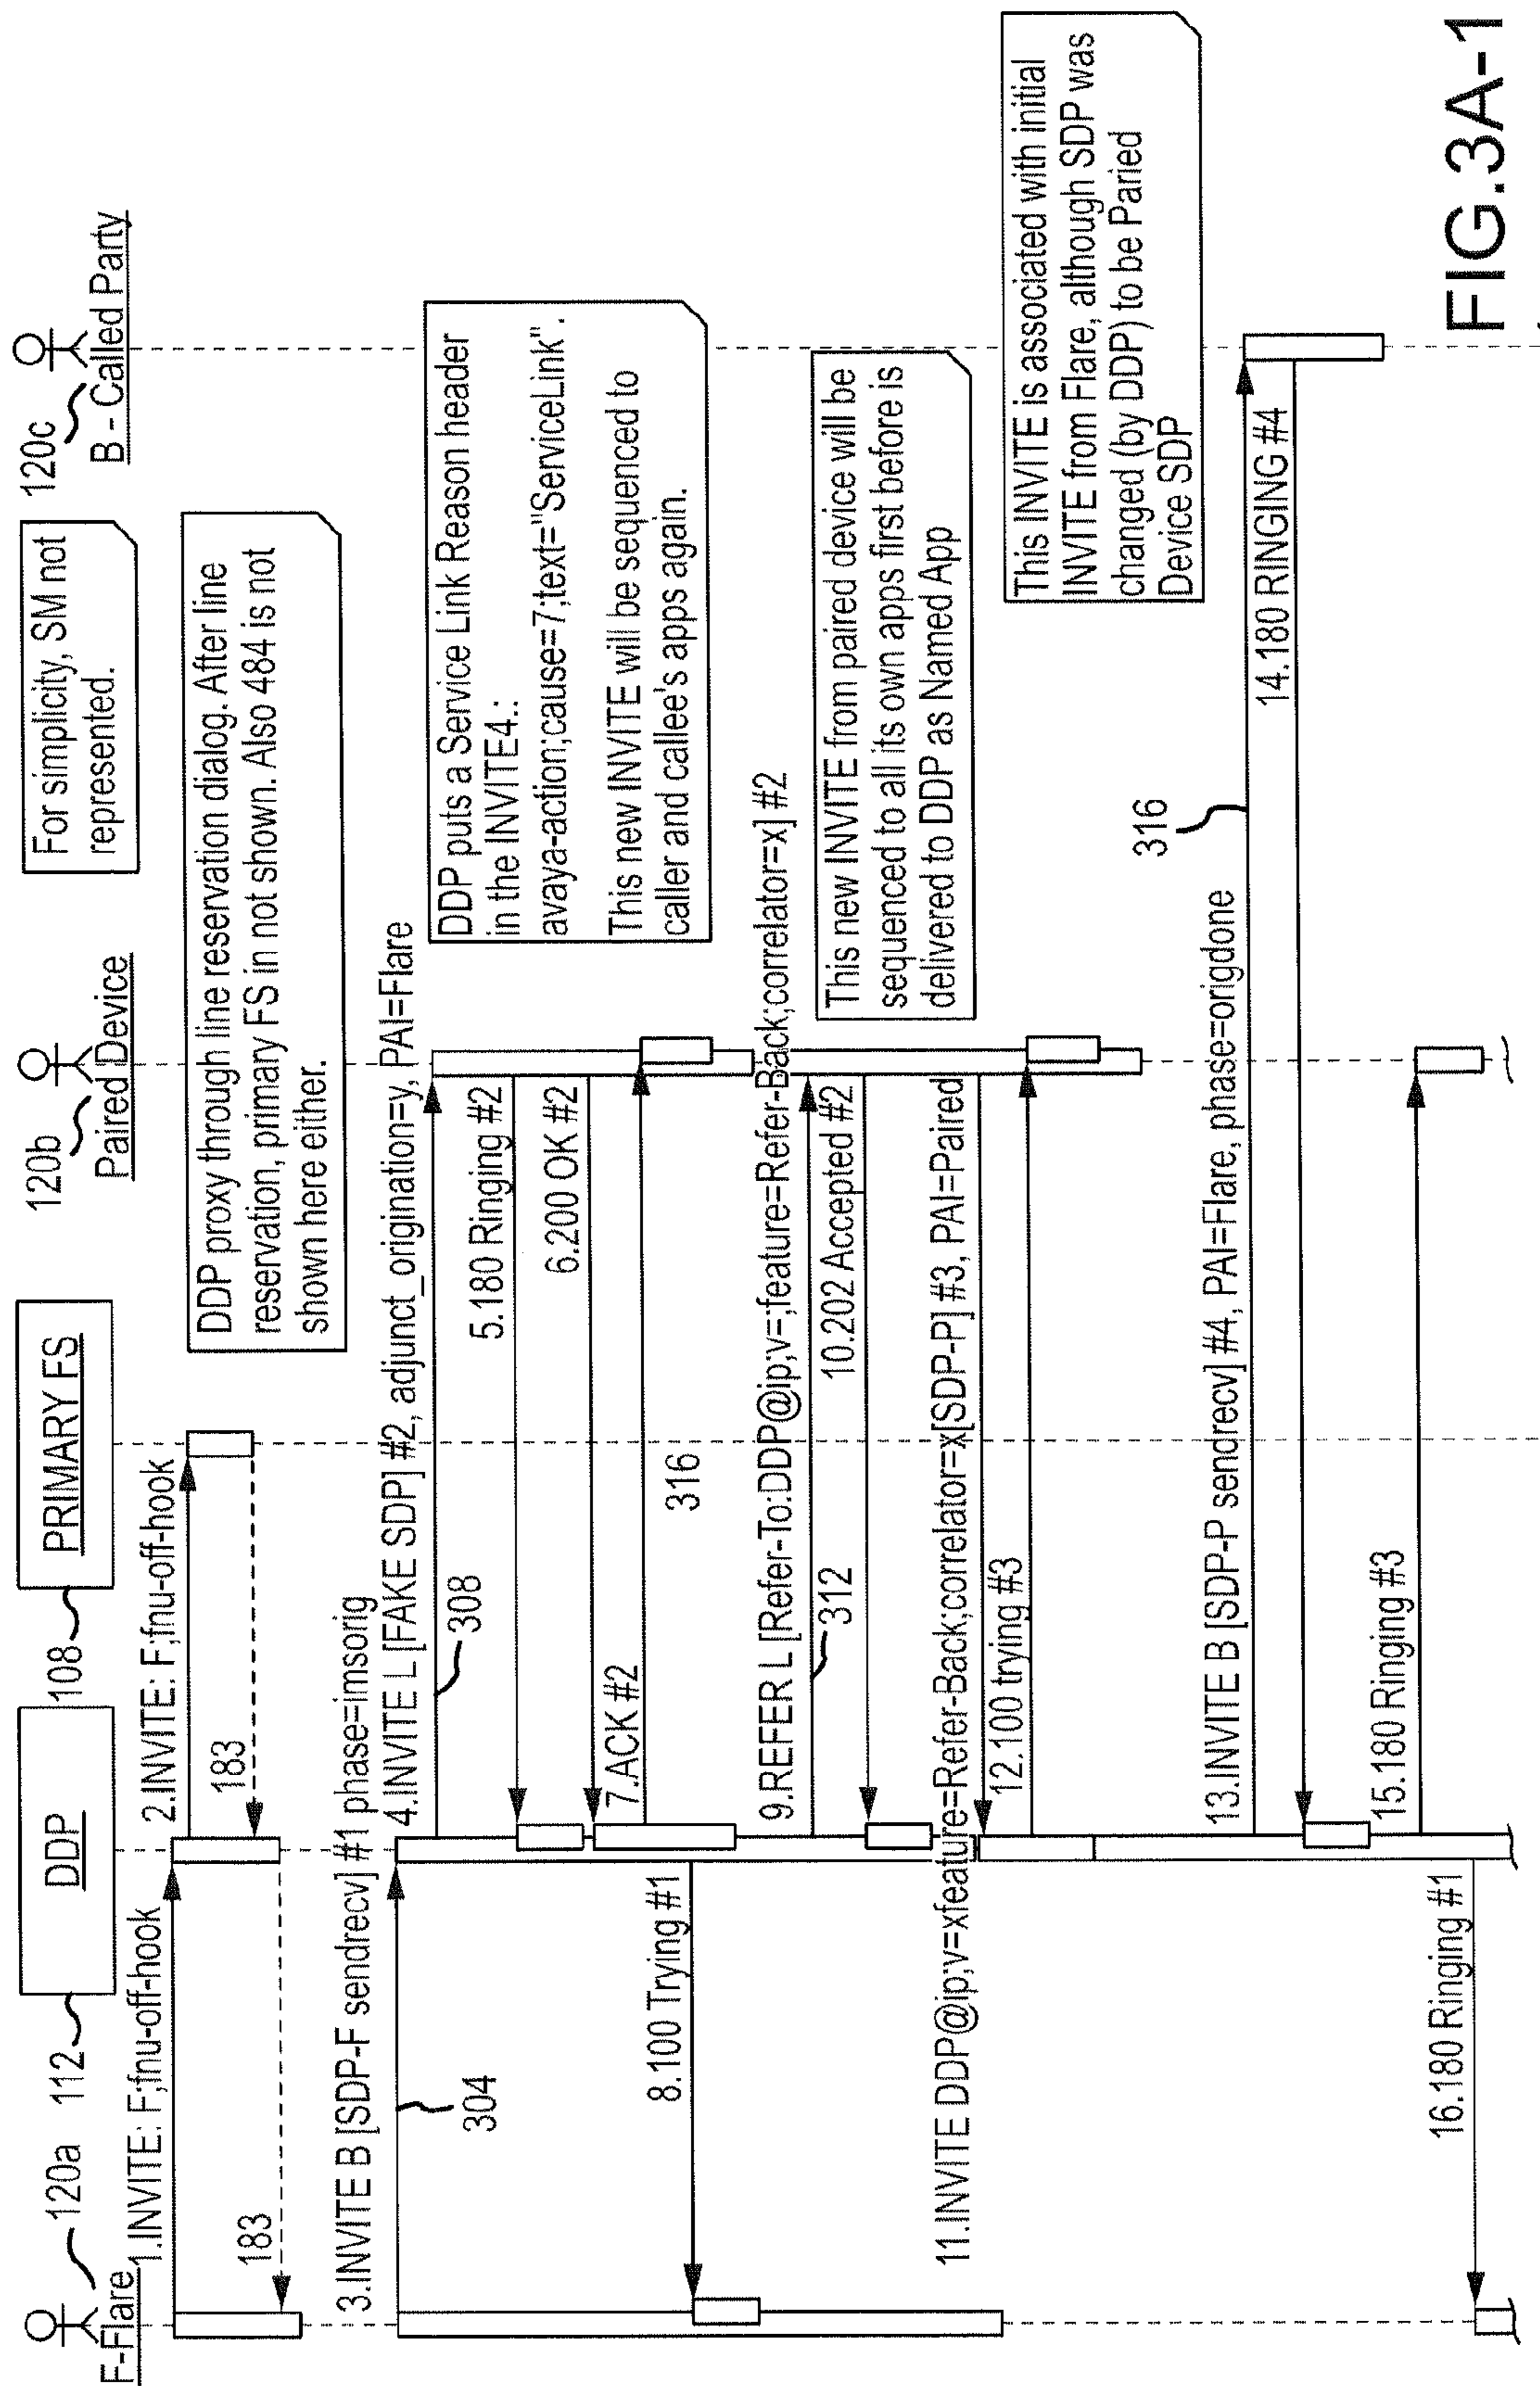 120a
F-Flare
112
DDP
108
PRIMARY FS
120b
Paired Device
For simplicity, SM not
represented.
120c
B - Called Party
1.INVITE: F;fnu-off-hook
2.INVITE: F;fnu-off-hook
183
183
DDP proxy through line reservation dialog. After line
reservation, primary FS in not shown. Also 484 is not
shown here either.
3.INVITE B [SDP-F sendrecv] #1 phase=imsorig
304
4.INVITE L [FAKE SDP] #2, adjunct_origination=y, PAI=Flare
308
DDP puts a Service Link Reason header
in the INVITE4.:
avaya-action;cause=7;text="ServiceLink".
This new INVITE will be sequenced to
caller and callee's apps again.
5.180 Ringing #2
6.200 OK #2
7.ACK #2
316
8.100 Trying #1
9.REFER L [Refer-To:DDP@ip;v=;feature=Refer-Back;correlator=x] #2
312
This new INVITE from paired device will be
sequenced to all its own apps first before is
delivered to DDP as Named App
10.202 Accepted #2
11.INVITE DDP@ip;v=xfeature=Refer-Back;correlator=x[SDP-P] #3, PAI=Paired
12.100 trying #3
This INVITE is associated with initial
INVITE from Flare, although SDP was
changed (by DDP) to be Paried
Device SDP
13.INVITE B [SDP-P sendrecv] #4, PAI=Flare, phase=origdone
316
14.180 RINGING #4
15.180 Ringing #3
16.180 Ringing #1
FIG.3A-1